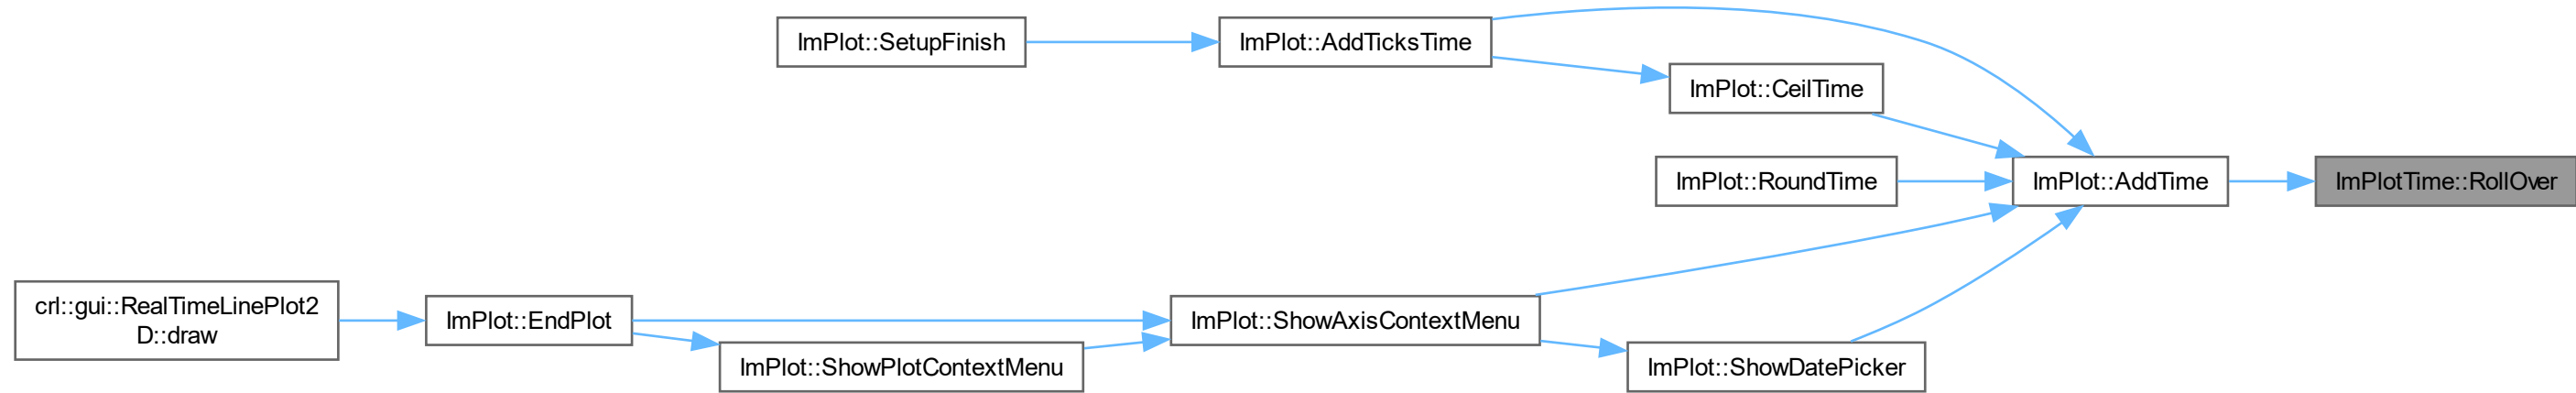 ImPlot::SetupFinish
ImPlot::AddTicksTime
ImPlot::CeilTime
ImPlot::RoundTime
ImPlot::AddTime
ImPlotTime::RollOver
crl::gui::RealTimeLinePlot2
D::draw
ImPlot::EndPlot
ImPlot::ShowAxisContextMenu
ImPlot::ShowPlotContextMenu
ImPlot::ShowDatePicker